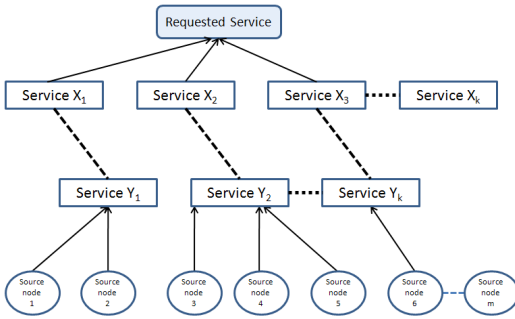 Requested Service
Service X1
Service X2
Service X3
Service Xk
Service Y1
Service Y2
Service Yk
Source
node
1
Source
node
2
Source
node
3
Source
node
4
Source
node
5
Source
node
6
Source
node
m